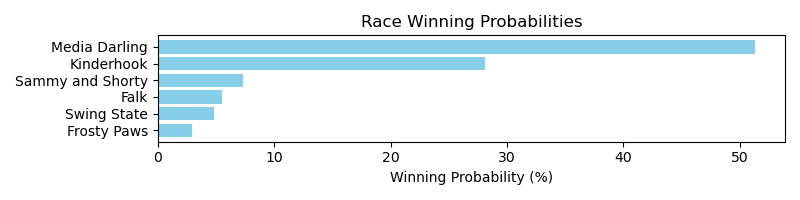 Race Winning Probabilities
Media Darling
Kinderhook
Sammy and Shorty
Falk
Swing State
Frosty Paws
0 10 20 30 40 50
Winning Probability (%)